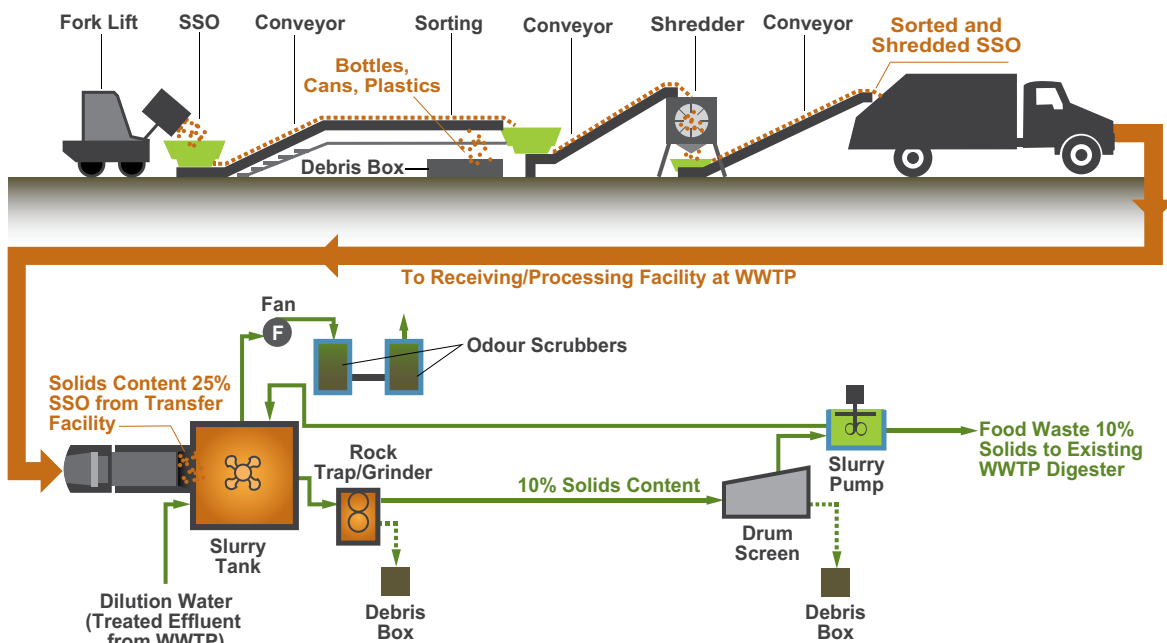 Fork Lift
SSO
Conveyor
Sorting
Conveyor
Shredder
Conveyor
Sorted and
Shredded SSO
Bottles,
Cans, Plastics
Debris Box
To Receiving/Processing Facility at WWTP
Fan
F
Odour Scrubbers
Solids Content 25%
SSO from Transfer
Facility
Rock
Trap/Grinder
10% Solids Content
Slurry
Pump
Food Waste 10%
Solids to Existing
WWTP Digester
Drum
Screen
Slurry
Tank
Dilution Water
(Treated Effluent
from WWTP)
Debris
Box
Debris
Box